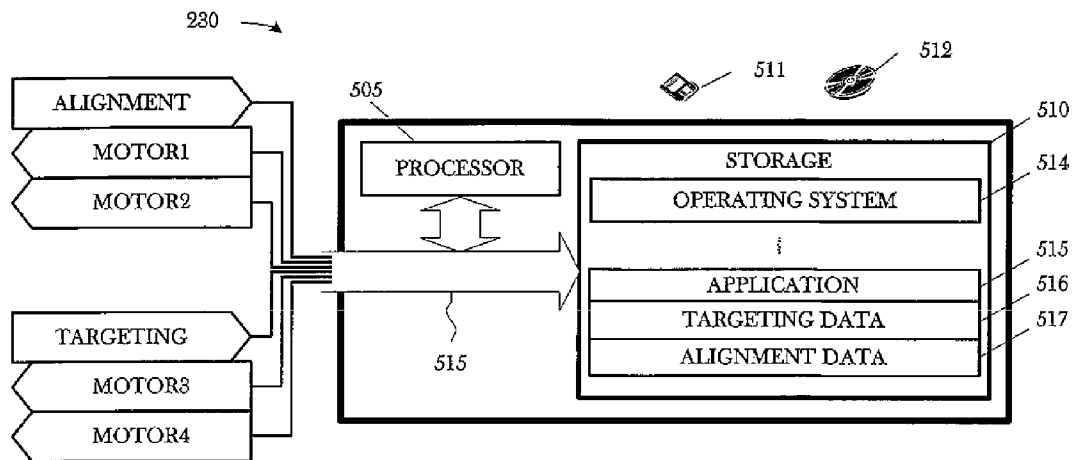 230
511
512
505
510
ALIGNMENT
MOTOR1
MOTOR2
PROCESSOR
STORAGE
514
OPERATING SYSTEM
515
APPLICATION
516
TARGETING DATA
517
ALIGNMENT DATA
515
TARGETING
MOTOR3
MOTOR4